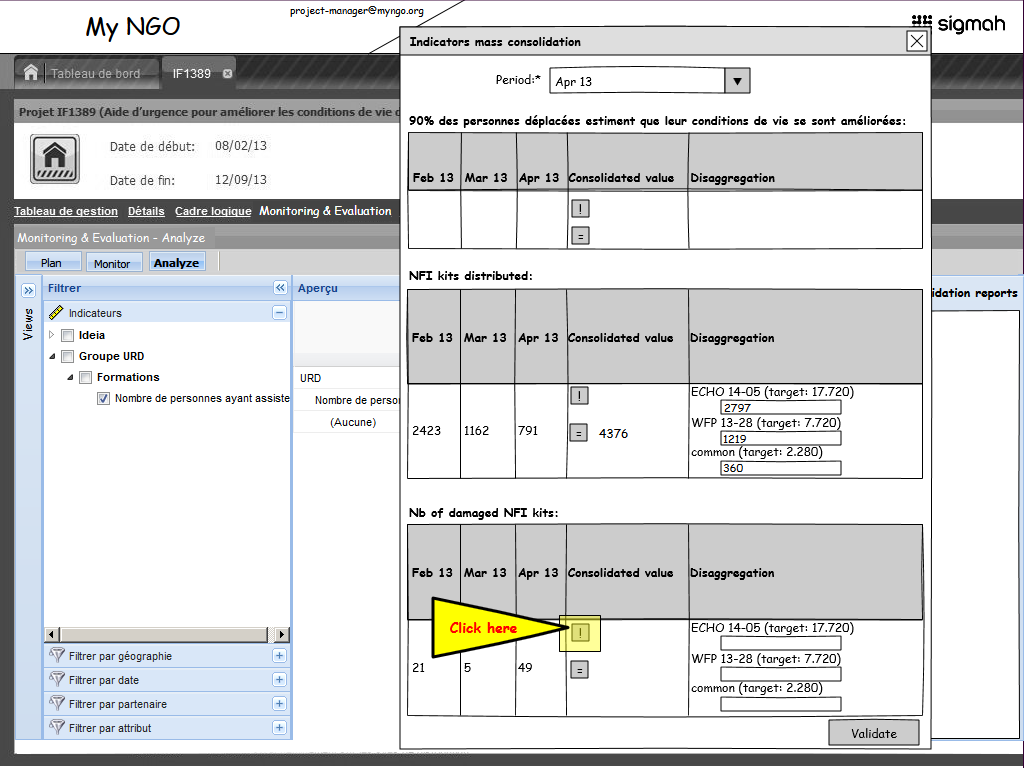 project-manager@myngo.org
My NGO
sigmah
Tableau de bord
IF1389
Projet IF1389 (Aide d'urgence pour améliorer les conditions de vie
Date de début: 08/02/13
Date de fin: 12/09/13
Tableau de gestion Détails Cadre logique Monitoring & Evaluation
Monitoring & Evaluation - Analyze
Plan Monitor Analyze
Views
Filtrer
Indicateurs
Ideia
Groupe URD
Formations
Nombre de personnes ayant assiste
Filtrer par géographie
Filtrer par date
Filtrer par partenaire
Filtrer par attribut
Aperçu
URD
Nombre de perso
(Aucune)
idation reports
Indicators mass consolidation
Period:* Apr 13
90% des personnes déplacées estiment que leur conditions de vie se sont améliorées:
Feb 13 Mar 13 Apr 13 Consolidated value Disaggregation
!
=
NFI kits distributed:
Feb 13 Mar 13 Apr 13 Consolidated value Disaggregation
2423 1162 791
!
= 4376
ECHO 14-05 (target: 17.720)
2797
WFP 13-28 (target: 7.720)
1219
common (target: 2.280)
360
Nb of damaged NFI kits:
Feb 13 Mar 13 Apr 13 Consolidated value Disaggregation
Click here
!
21 5 49
=
ECHO 14-05 (target: 17.720)
WFP 13-28 (target: 7.720)
common (target: 2.280)
Validate